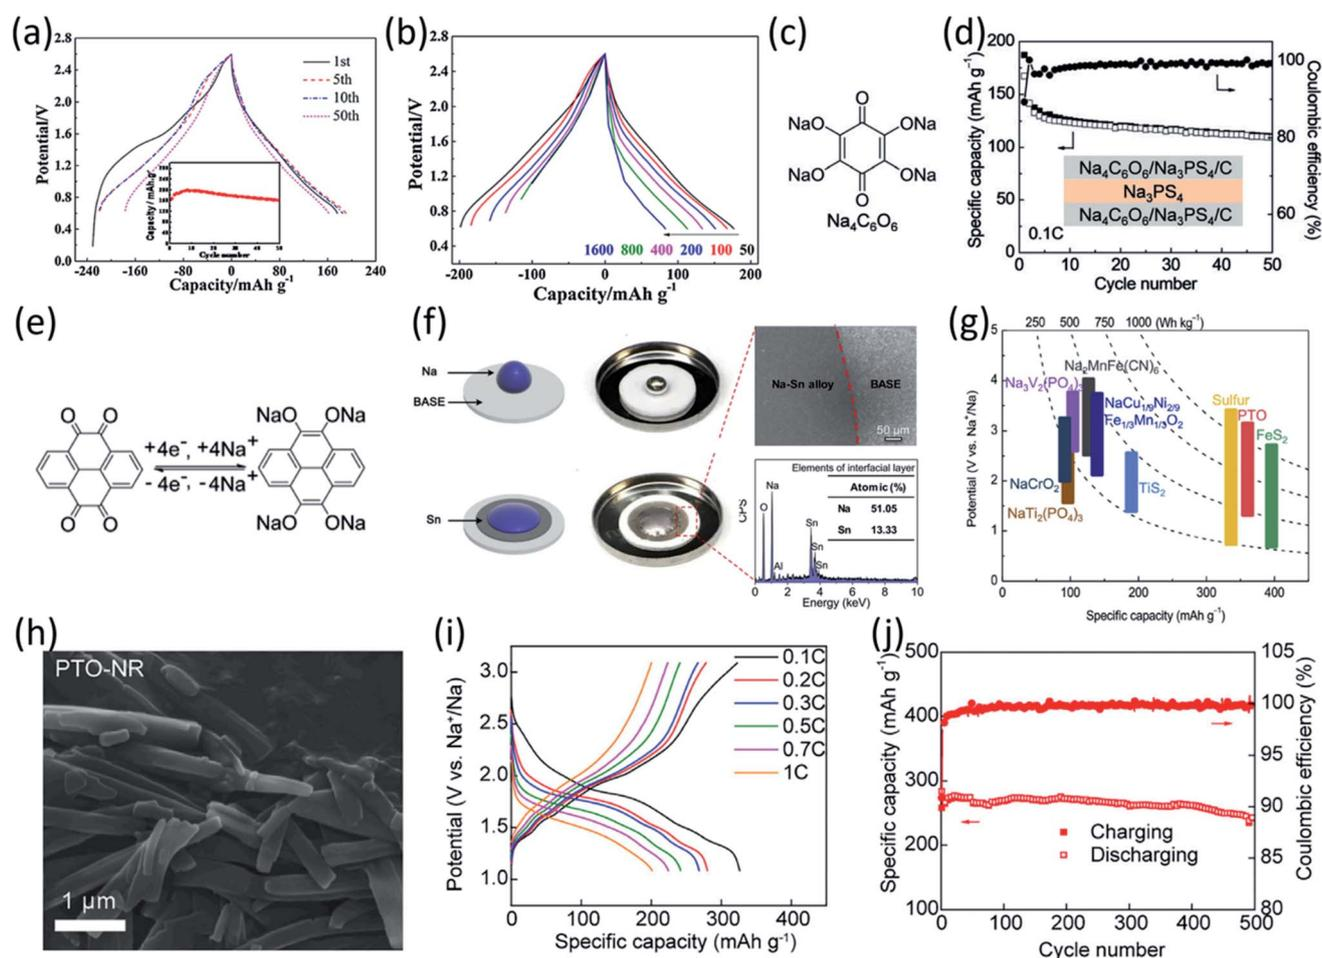 (a)
2.8
2.4
2.0
1.6
1.2
0.8
0.4
0.0
Potential/V
1st
5th
10th
50th
Capacity / mAh g
Cycle number
-240 -160 -80 0 80 160 240
Capacity/mAh g⁻¹
(b)
2.8
2.4
2.0
1.6
1.2
0.8
0.4
Potential/V
1600 800 400 200 100 50
-200 -100 0 100 200
Capacity/mAh g⁻¹
(c)
O
NaO ONa
NaO ONa
O
Na₄C₆O₆
(d)
200
150
100
50
0
Specific capacity (mAh g⁻¹)
100
80
60
Coulombic efficiency (%)
Na₄C₆O₆/Na₃PS₄/C
Na₃PS₄
Na₄C₆O₆/Na₃PS₄/C
0.1C
0 10 20 30 40 50
Cycle number
(e)
O O
O O
+4e⁻, +4Na⁺
- 4e⁻, -4Na⁺
NaO ONa
NaO ONa
(f)
Na
BASE
Sn
Na-Sn alloy BASE
50 μm
Elements of interfacial layer
Atomic (%)
Na 51.05
Sn 13.33
CPS
O
Na
Al
Sn
Sn
Sn
0 2 4 6 8 10
Energy (keV)
(g)
250 500 750 1000 (Wh kg⁻¹)
5
4
3
2
1
0
Potential (V vs. Na⁺/Na)
Na₂MnFe(CN)₆
Na₃V₂(PO₄)₃
NaCu₁/₉Ni₂/₉
Fe₁/₃Mn₁/₃O₂
Sulfur
PTO
FeS₂
NaCrO₂
TiS₂
NaTi₂(PO₄)₃
0 100 200 300 400
Specific capacity (mAh g⁻¹)
(h)
PTO-NR
1 μm
(i)
3.0
2.5
2.0
1.5
1.0
Potential (V vs. Na⁺/Na)
0.1C
0.2C
0.3C
0.5C
0.7C
1C
0 100 200 300 400
Specific capacity (mAh g⁻¹)
(j)
500
400
300
200
100
Specific capacity (mAh g⁻¹)
105
100
95
90
85
80
Coulombic efficiency (%)
Charging
Discharging
0 100 200 300 400 500
Cycle number